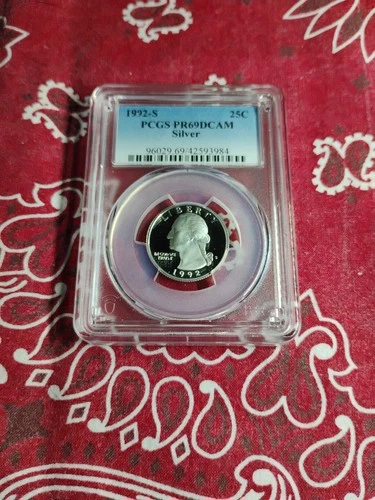 1992-S 25C
PCGS PR69DCAM
Silver
96029.69/42593984
LIBERTY
IN GOD WE
TRUST
S
1992